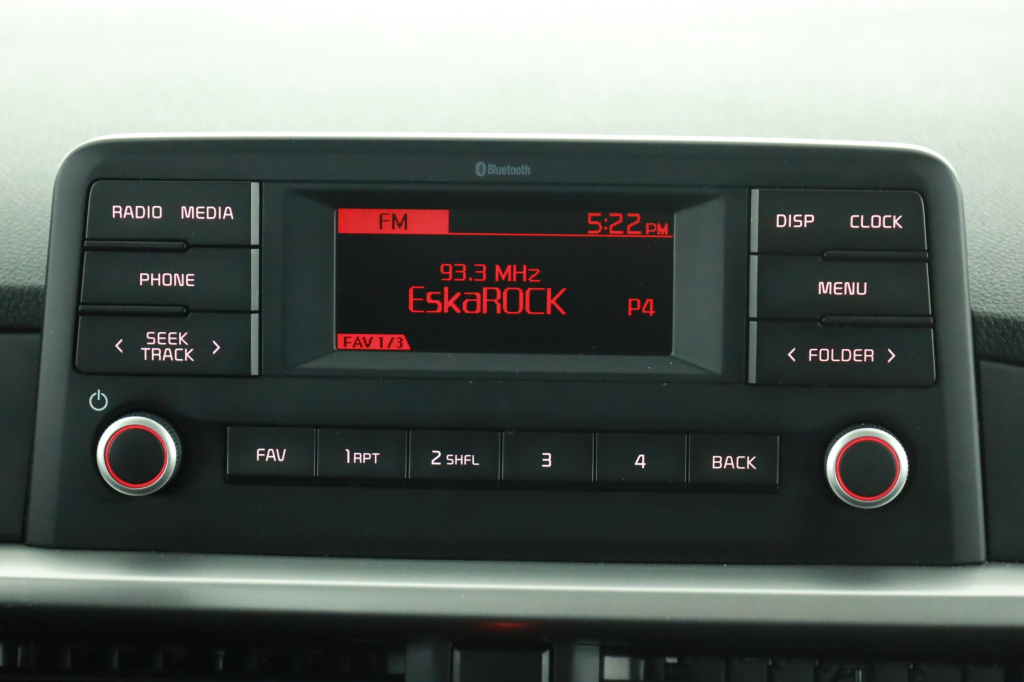 Bluetooth
RADIO MEDIA
PHONE
< SEEK TRACK >
FM 5:22 PM
93.3 MHz
EskaROCK P4
FAV 1/3
DISP CLOCK
MENU
< FOLDER >
FAV 1 RPT 2 SHFL 3 4 BACK